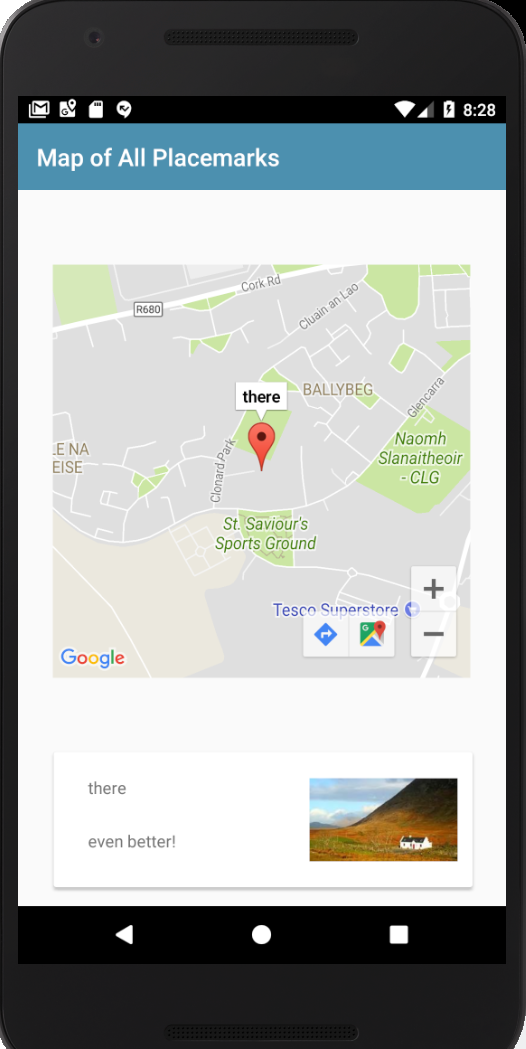 8:28
Map of All Placemarks
Cork Rd
R680
Cluain an Lao
there
BALLYBEG
Glencarra
LE NA
EISE
Clonard Park
Naomh
Slanaitheoir
- CLG
St. Saviour's
Sports Ground
Tesco Superstore
Google
there
even better!